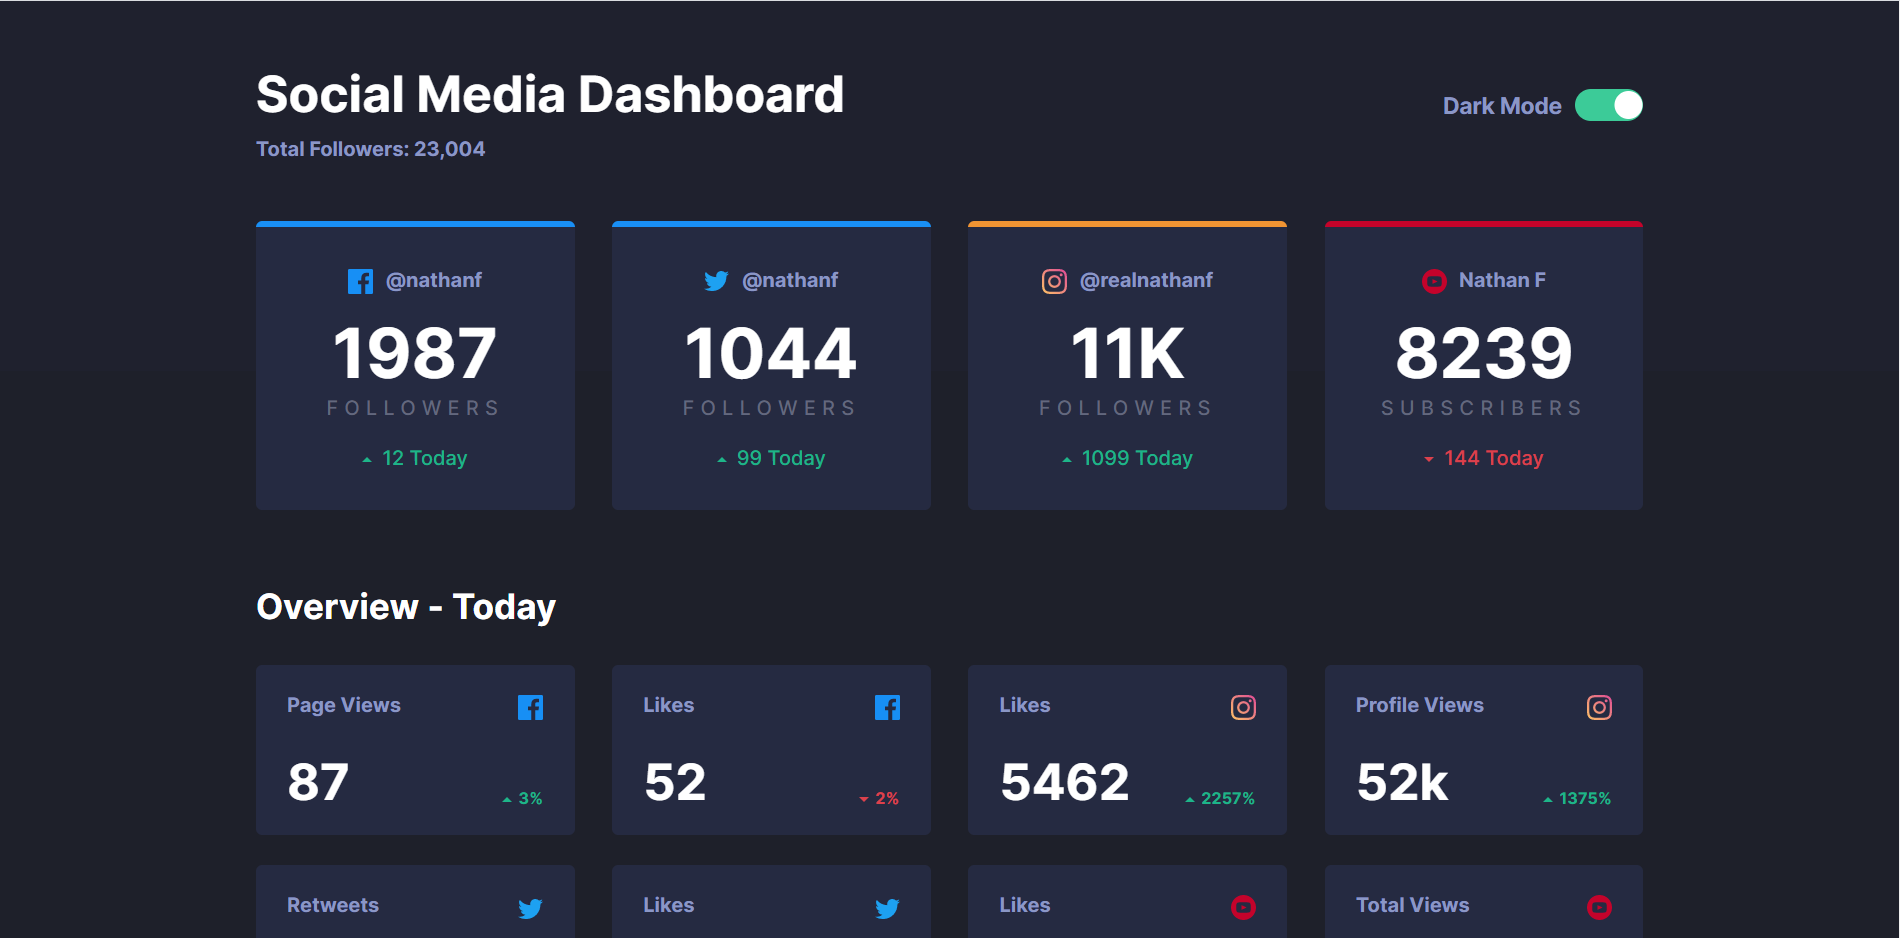 Social Media Dashboard
Dark Mode
Total Followers: 23,004
@nathanf
1987
FOLLOWERS
12 Today
@nathanf
1044
FOLLOWERS
99 Today
@realnathanf
11K
FOLLOWERS
1099 Today
Nathan F
8239
SUBSCRIBERS
144 Today
Overview - Today
Page Views
87
3%
Likes
52
2%
Likes
5462
2257%
Profile Views
52k
1375%
Retweets
Likes
Likes
Total Views